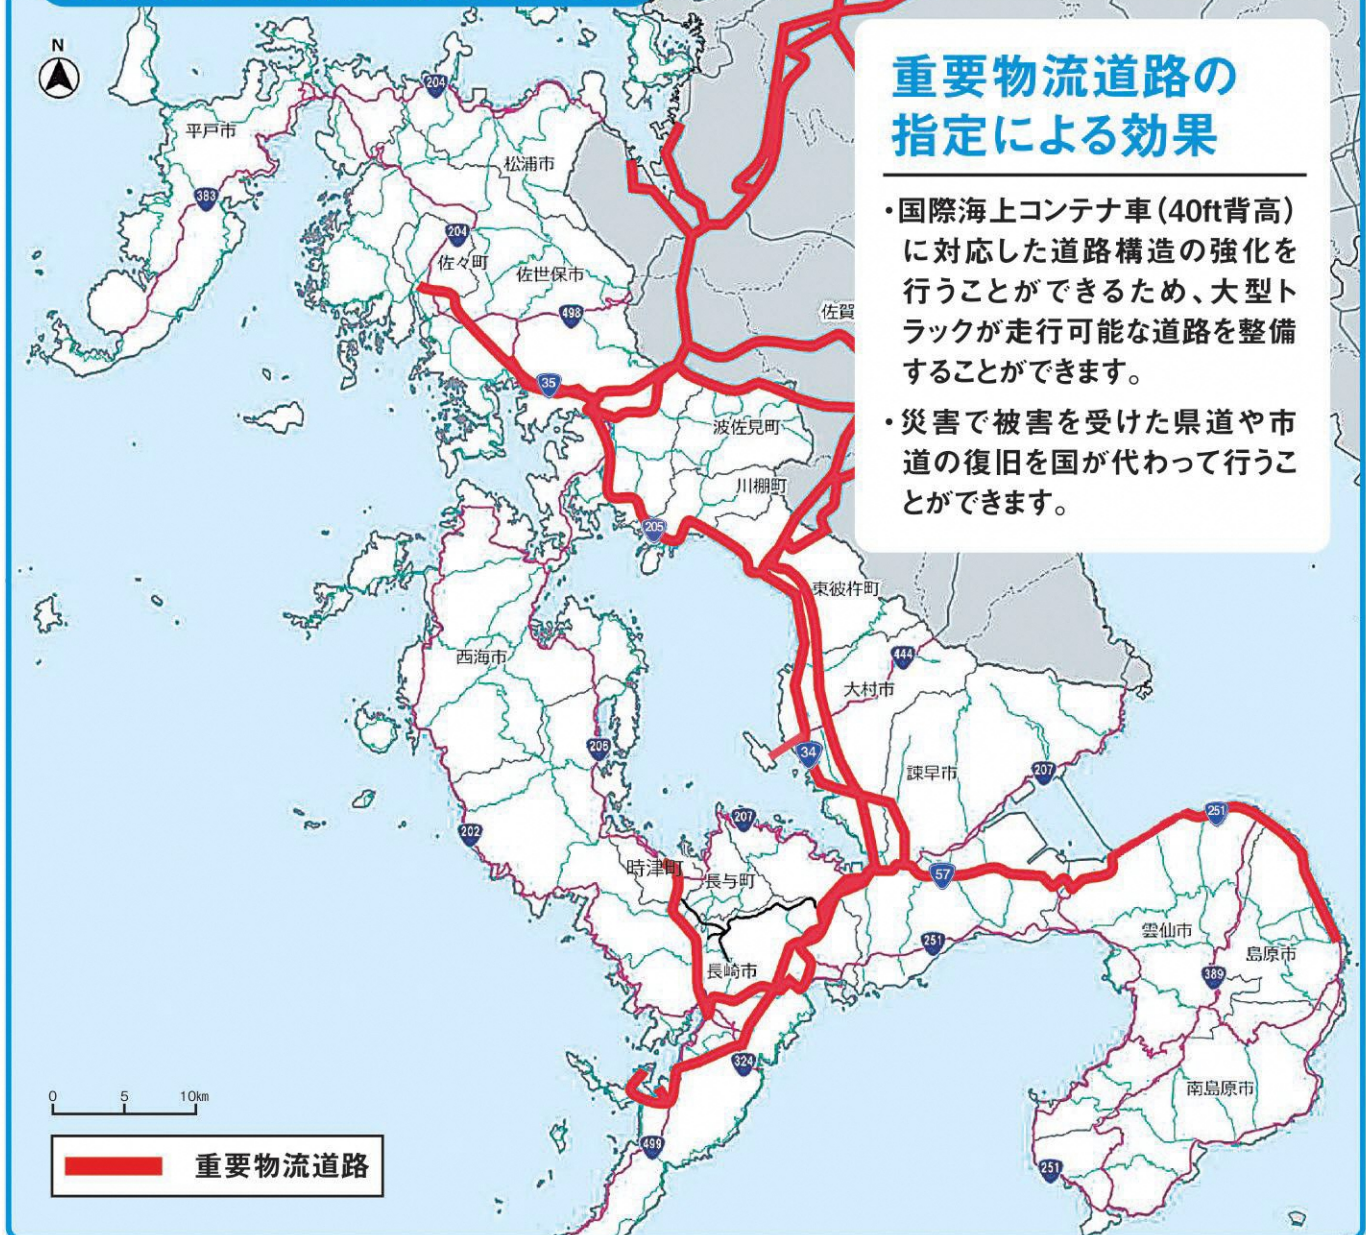 N
重要物流道路の
指定による効果
・国際海上コンテナ車(40ft背高)
に対応した道路構造の強化を
行うことができるため、大型ト
ラックが走行可能な道路を整備
することができます。
・災害で被害を受けた県道や市
道の復旧を国が代わって行うこ
とができます。
204
平戸市
松浦市
383
204
佐々町
佐世保市
498
佐賀
35
波佐見町
川棚町
205
東彼杵町
西海市
444
大村市
206
34
諫早市
207
202
207
251
時津町
長与町
57
雲仙市
251
島原市
長崎市
389
324
南島原市
0 5 10km
499
251
重要物流道路